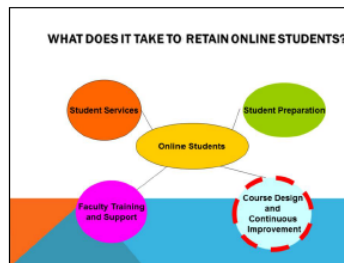 WHAT DOES IT TAKE TO RETAIN ONLINE STUDENTS?
Student Services
Student Preparation
Online Students
Faculty Training
and Support
Course Design
and
Continuous
Improvement